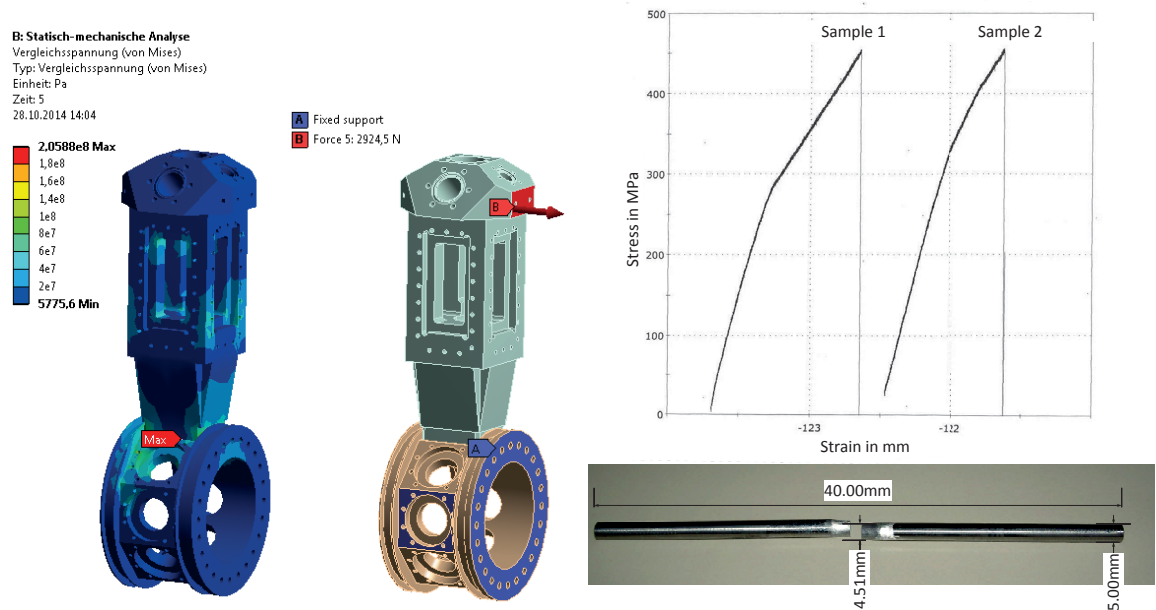 B: Statisch-mechanische Analyse
Vergleichsspannung (von Mises)
Typ: Vergleichsspannung (von Mises)
Einheit: Pa
Zeit: 5
28.10.2014 14:04
2,0588e8 Max
1,8e8
1,6e8
1,4e8
1e8
8e7
6e7
4e7
2e7
5775,6 Min
Max
A Fixed support
B Force 5: 2924,5 N
B
A
500
400
300
200
100
0
Stress in MPa
Sample 1
Sample 2
-123
-122
Strain in mm
40.00mm
4.51mm
5.00mm